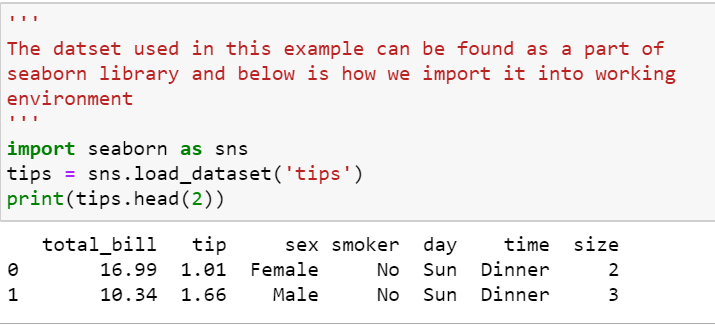 '''
The datset used in this example can be found as a part of
seaborn library and below is how we import it into working
environment
'''
import seaborn as sns
tips = sns.load_dataset('tips')
print(tips.head(2))
total_bill tip sex smoker day time size
0 16.99 1.01 Female No Sun Dinner 2
1 10.34 1.66 Male No Sun Dinner 3